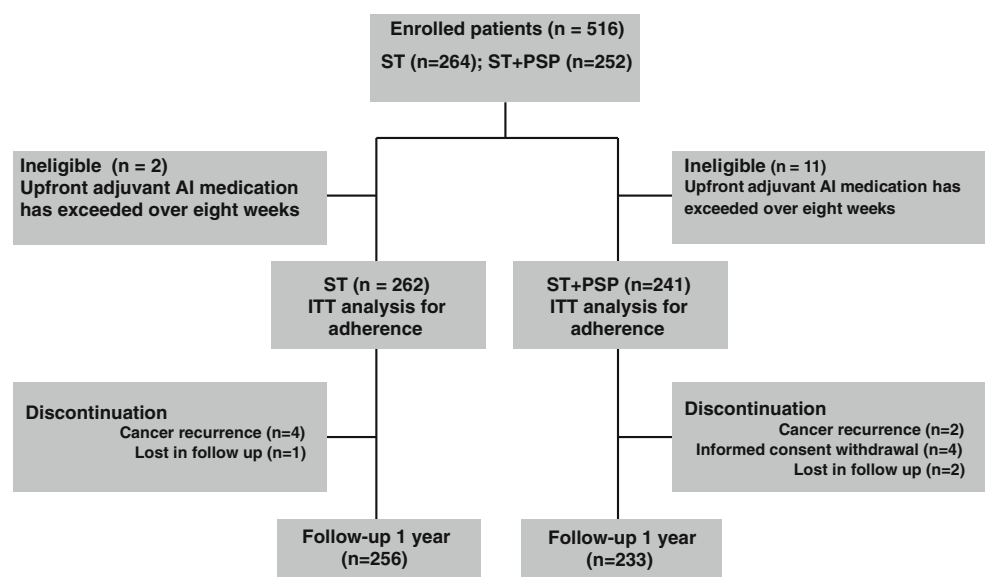 Enrolled patients (n = 516)
ST (n=264); ST+PSP (n=252)
Ineligible (n = 2)
Upfront adjuvant AI medication
has exceeded over eight weeks
Ineligible (n = 11)
Upfront adjuvant AI medication has
exceeded over eight weeks
ST (n = 262)
ITT analysis for
adherence
ST+PSP (n=241)
ITT analysis for
adherence
Discontinuation
Cancer recurrence (n=4)
Lost in follow up (n=1)
Discontinuation
Cancer recurrence (n=2)
Informed consent withdrawal (n=4)
Lost in follow up (n=2)
Follow-up 1 year
(n=256)
Follow-up 1 year
(n=233)